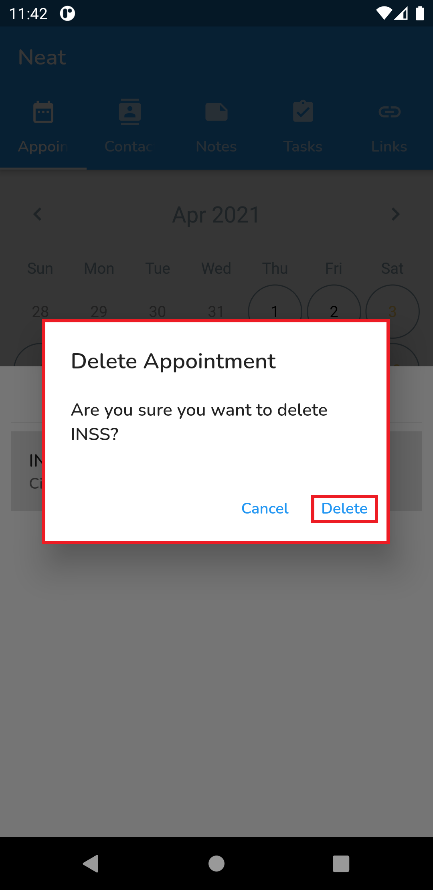 11:42
Neat
Appoin
Contac
Notes
Tasks
Links
Apr 2021
Sun Mon Tue Wed Thu Fri Sat
28 29 30 31 1 2 3
Delete Appointment
Are you sure you want to delete
INSS?
IN
Ci
Cancel Delete